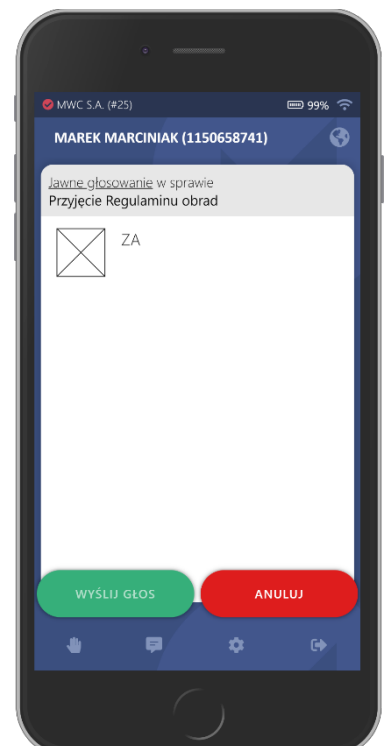 MWC S.A. (#25) 99%
MAREK MARCINIAK (1150658741)
Jawne głosowanie w sprawie
Przyjęcie Regulaminu obrad
ZA
WYŚLIJ GŁOS ANULUJ